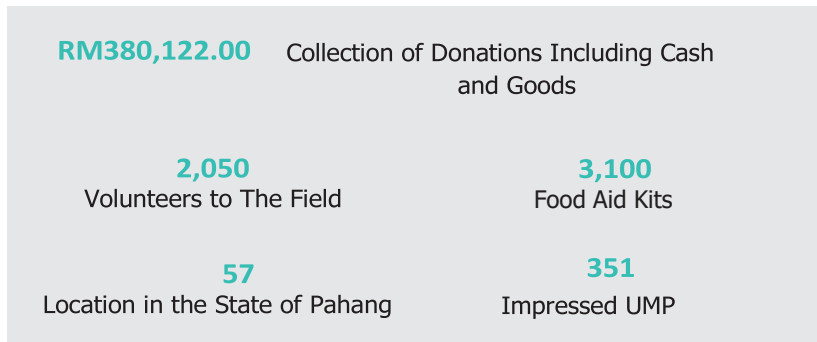 RM380,122.00 Collection of Donations Including Cash
and Goods
2,050
Volunteers to The Field
3,100
Food Aid Kits
57
Location in the State of Pahang
351
Impressed UMP